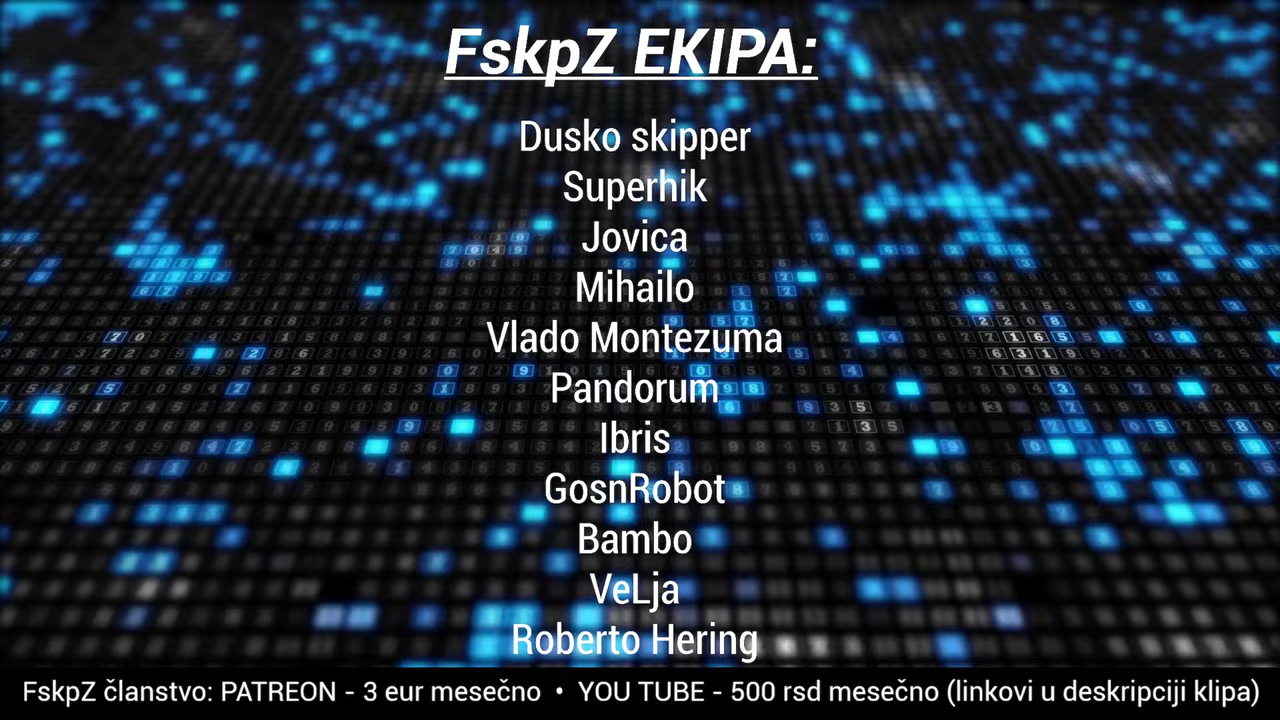 FskpZ EKIPA:
Dusko skipper
Superhik
Jovica
Mihailo
Vlado Montezuma
Pandorum
Ibris
GosnRobot
Bambo
VeLja
Roberto Hering
FskpZ članstvo: PATREON - 3 eur mesečno • YOU TUBE - 500 rsd mesečno (linkovi u deskripciji klipa)